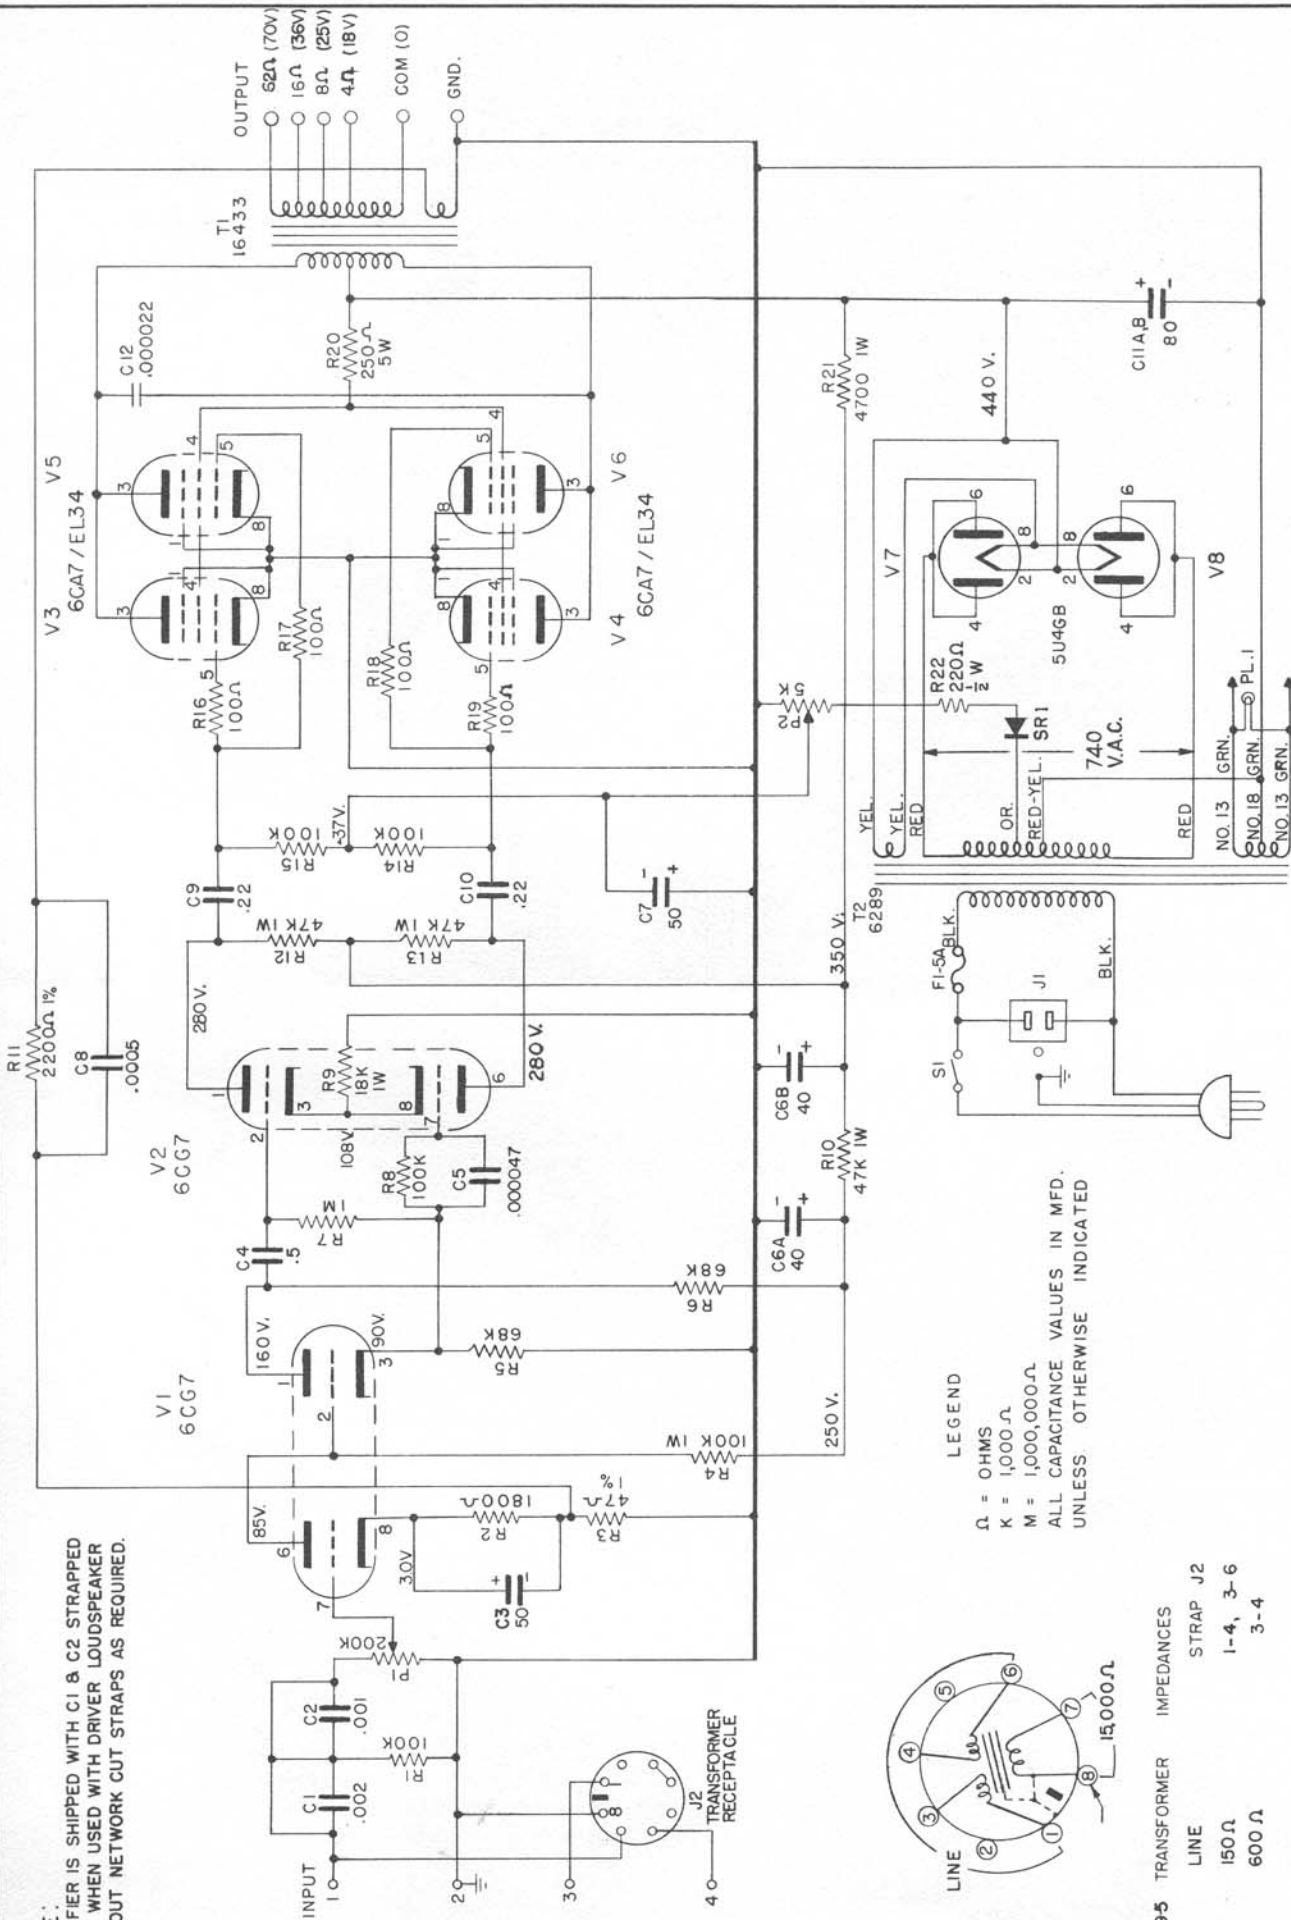 FIER IS SHIPPED WITH C1 & C2 STRAPPED
WHEN USED WITH DRIVER LOUDSPEAKER
OUT NETWORK CUT STRAPS AS REQUIRED.
R11
2200Ω 1%
C8
.0005
OUTPUT
62Ω (70V)
16Ω (36V)
8Ω (25V)
4Ω (18V)
COM (0)
GND.
T1
16433
V1
6CG7
V2
6CG7
V3
V5
6CA7 / EL34
V4
V6
6CA7 / EL34
C12
.000022
R20
250Ω
5W
R16
100Ω
R17
100Ω
R18
100Ω
R19
100Ω
C9
.22
C10
.22
R15
100K
R14
100K
-37V.
R12
47K 1W
R13
47K 1W
280V.
280V.
R9
18K
1W
108V.
R8
100K
C5
.000047
R7
1M
C4
.5
160V.
90V.
R5
68K
R6
68K
R4
100K 1W
85V.
3.0V
R2
1800Ω
R3
47Ω
1%
C3
50
P1
200K
INPUT
C1
.002
C2
.001
R1
100K
1
2
3
4
J2
TRANSFORMER
RECEPTACLE
C7
50
P2
5K
R21
4700 1W
440 V.
C11A,B
80
350 V.
250 V.
C6B
40
C6A
40
R10
47K 1W
V7
V8
5U4GB
R22
220Ω
½ W
SR1
740
V.A.C.
T2
6289
YEL.
YEL.
RED
OR.
RED-YEL.
RED
NO.13 GRN.
NO.18 GRN.
NO.13 GRN.
PL.1
F1-5A
BLK.
BLK.
S1
J1
LEGEND
Ω = OHMS
K = 1,000Ω
M = 1,000,000Ω
ALL CAPACITANCE VALUES IN MFD.
UNLESS OTHERWISE INDICATED
LINE
15,000Ω
TRANSFORMER IMPEDANCES
LINE STRAP J2
150Ω 1-4, 3-6
600Ω 3-4